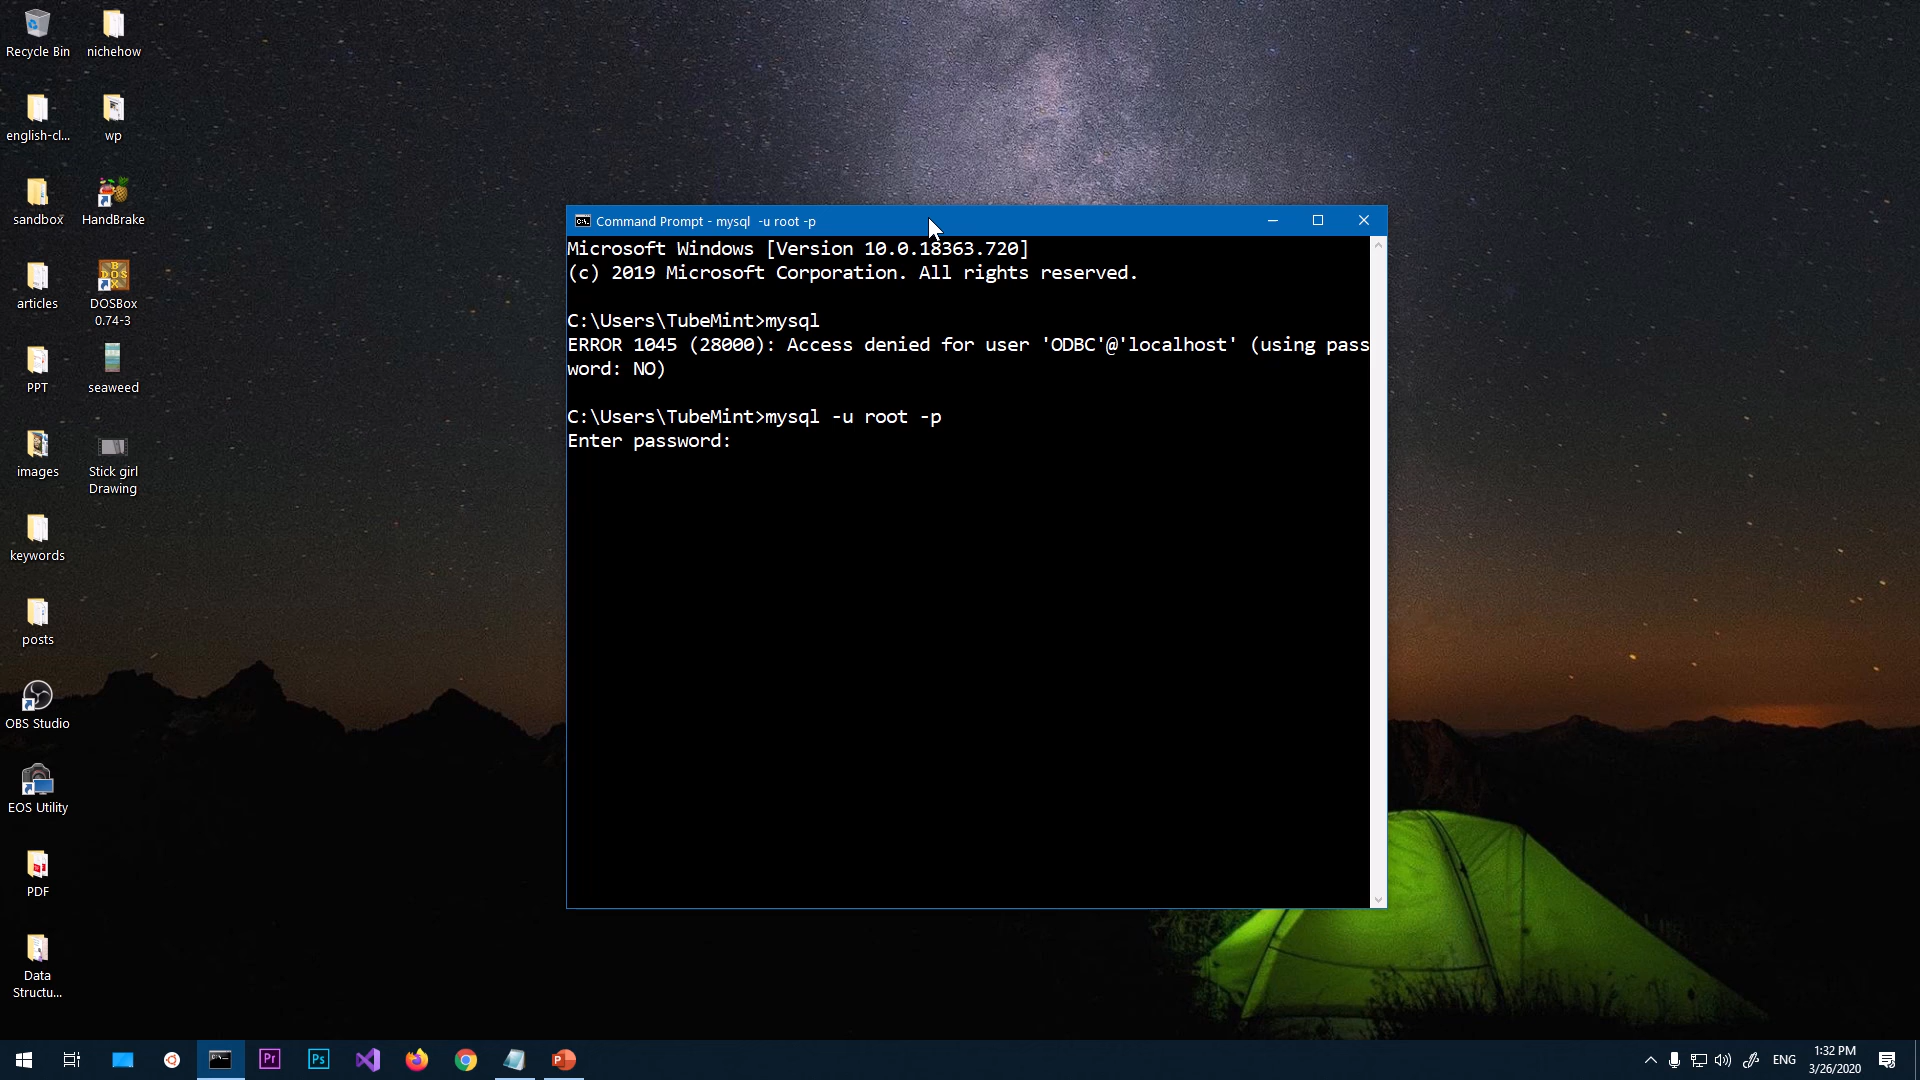 Recycle Bin
nichehow
english-cl...
wp
sandbox
HandBrake
articles
DOSBox
0.74-3
PPT
seaweed
images
Stick girl
Drawing
keywords
posts
OBS Studio
EOS Utility
PDF
Data
Structu...
Command Prompt - mysql  -u root -p
Microsoft Windows [Version 10.0.18363.720]
(c) 2019 Microsoft Corporation. All rights reserved.
C:\Users\TubeMint>mysql
ERROR 1045 (28000): Access denied for user 'ODBC'@'localhost' (using pass
word: NO)
C:\Users\TubeMint>mysql -u root -p
Enter password:
Pr
Ps
ENG
1:32 PM
3/26/2020